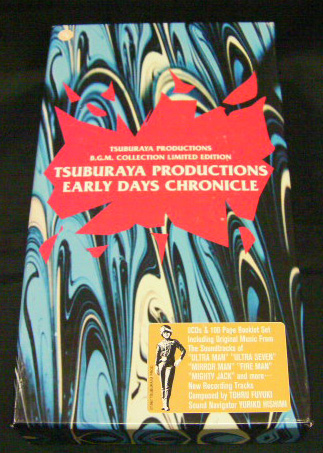 TSUBURAYA PRODUCTIONS
B.G.M. COLLECTION LIMITED EDITION
TSUBURAYA PRODUCTIONS
EARLY DAYS CHRONICLE
6CDs & 100 Page Booklet Set
Including Original Music From
The Soundtracks of
"ULTRA MAN" "ULTRA SEVEN"
"MIRROR MAN" "FIRE MAN"
"MIGHTY JACK" and more
New Recording Tracks
Composed by TOHRU FUYUKI
Sound Navigator YURIKO HISHIMI